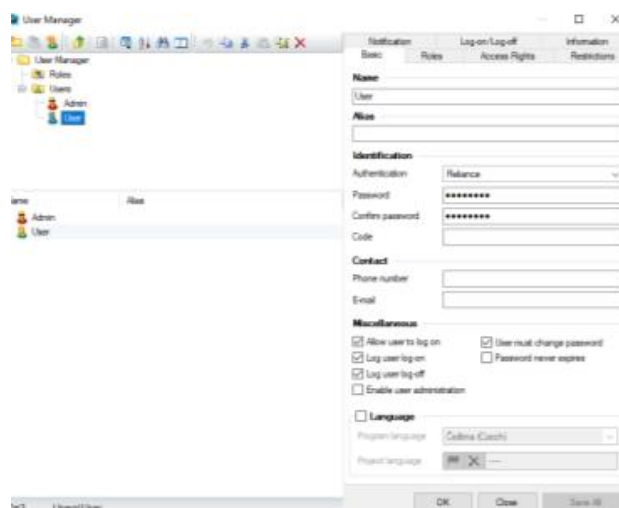 User Manager
User Manager
Roles
Users
Admin
User
Alias
Admin
User
Notification Log-on/Log-off Information
Basic Roles Access Rights Restrictions
Name
User
Alias
Identification
Authentication Reliance
Password ●●●●●●●●
Confirm password ●●●●●●●●
Code
Contact
Phone number
E-mail
Miscellaneous
Allow user to log on User must change password
Log user log-on Password never expires
Log user log-off
Enable user administration
Language
Program language Čeština (Czech)
Project language ---
OK Close Save All